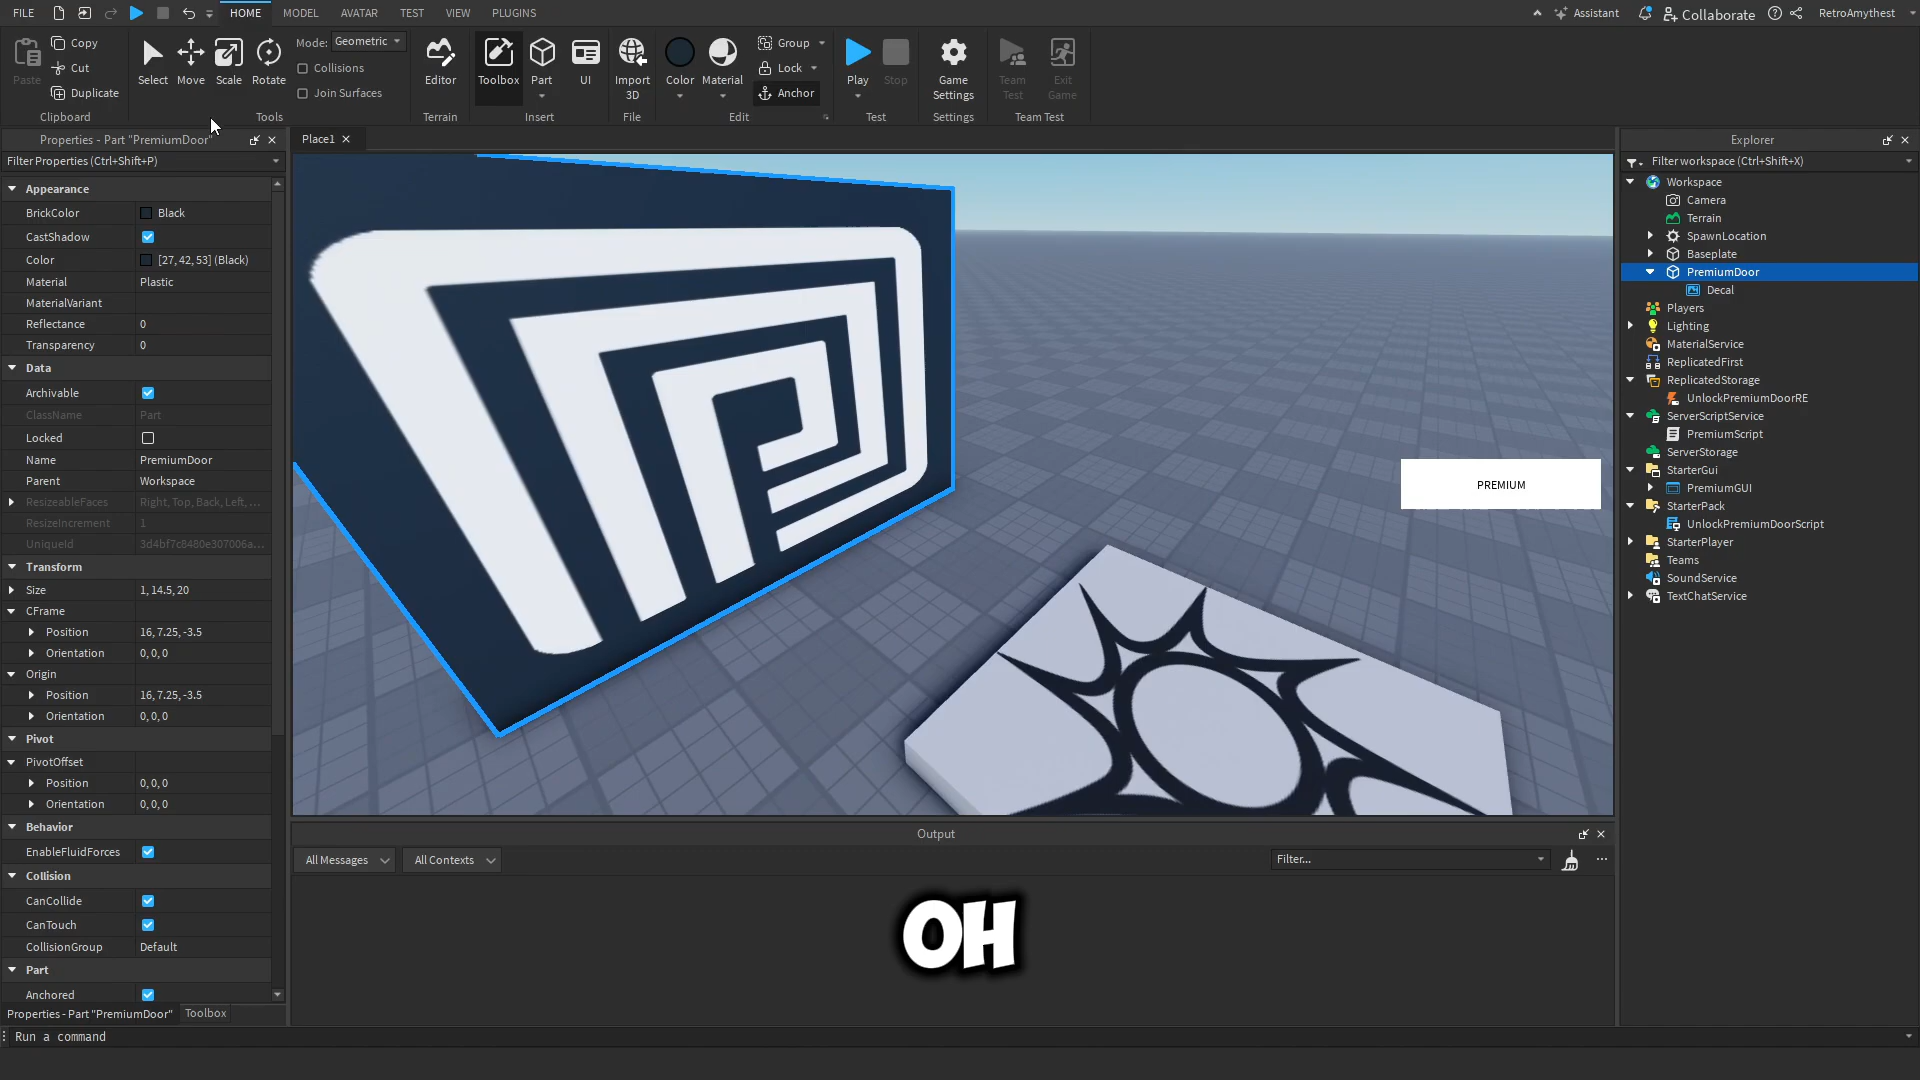 FILE
HOME
MODEL
AVATAR
TEST
VIEW
PLUGINS
Assistant
Collaborate
RetroAmythest
Paste
Copy
Cut
Duplicate
Clipboard
Select
Move
Scale
Rotate
Mode: Geometric
Collisions
Join Surfaces
Tools
Editor
Terrain
Toolbox
Part
UI
Insert
Import
3D
File
Color
Material
Group
Lock
Anchor
Edit
Play
Stop
Test
Game
Settings
Settings
Team
Test
Exit
Game
Team Test
Properties - Part "PremiumDoor"
Filter Properties (Ctrl+Shift+P)
Appearance
BrickColor Black
CastShadow
Color [27, 42, 53] (Black)
Material Plastic
MaterialVariant
Reflectance 0
Transparency 0
Data
Archivable
ClassName Part
Locked
Name PremiumDoor
Parent Workspace
ResizeableFaces Right, Top, Back, Left, ...
ResizeIncrement 1
UniqueId 3d4bf7c8480e307006a...
Transform
Size 1, 14.5, 20
CFrame
Position 16, 7.25, -3.5
Orientation 0, 0, 0
Origin
Position 16, 7.25, -3.5
Orientation 0, 0, 0
Pivot
PivotOffset
Position 0, 0, 0
Orientation 0, 0, 0
Behavior
EnableFluidForces
Collision
CanCollide
CanTouch
CollisionGroup Default
Part
Anchored
Properties - Part "PremiumDoor"
Toolbox
Run a command
Place1
PREMIUM
Output
All Messages
All Contexts
Filter...
OH
Explorer
Filter workspace (Ctrl+Shift+X)
Workspace
Camera
Terrain
SpawnLocation
Baseplate
PremiumDoor
Decal
Players
Lighting
MaterialService
ReplicatedFirst
ReplicatedStorage
UnlockPremiumDoorRE
ServerScriptService
PremiumScript
ServerStorage
StarterGui
PremiumGUI
StarterPack
UnlockPremiumDoorScript
StarterPlayer
Teams
SoundService
TextChatService